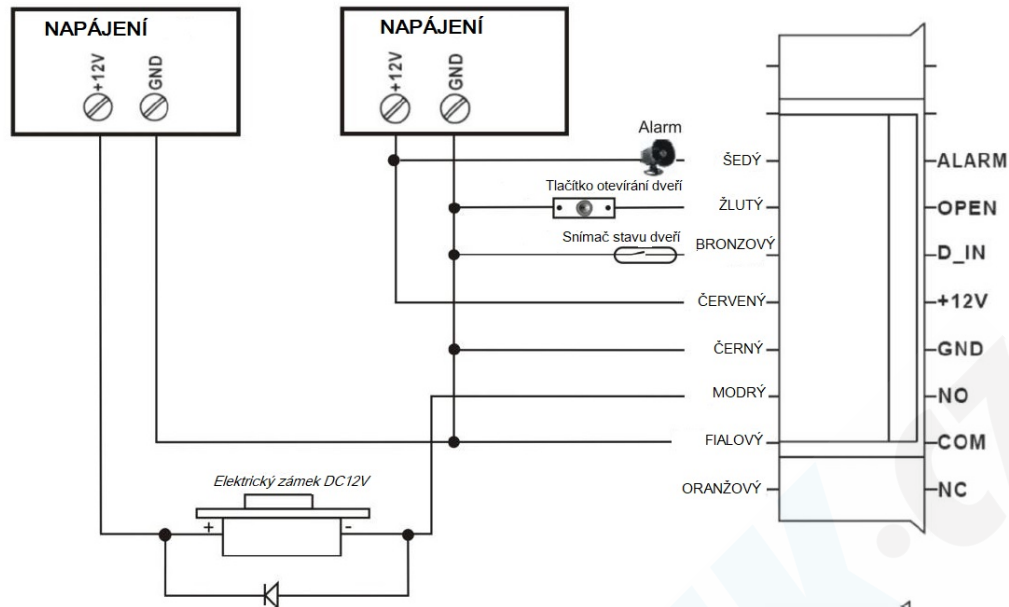 NAPÁJENÍ
+12V
GND
NAPÁJENÍ
+12V
GND
Alarm
ŠEDÝ
ALARM
Tlačítko otevírání dveří
ŽLUTÝ
OPEN
Snímač stavu dveří
BRONZOVÝ
D_IN
ČERVENÝ
+12V
ČERNÝ
GND
MODRÝ
NO
FIALOVÝ
COM
Elektrický zámek DC12V
+
-
ORANŽOVÝ
NC